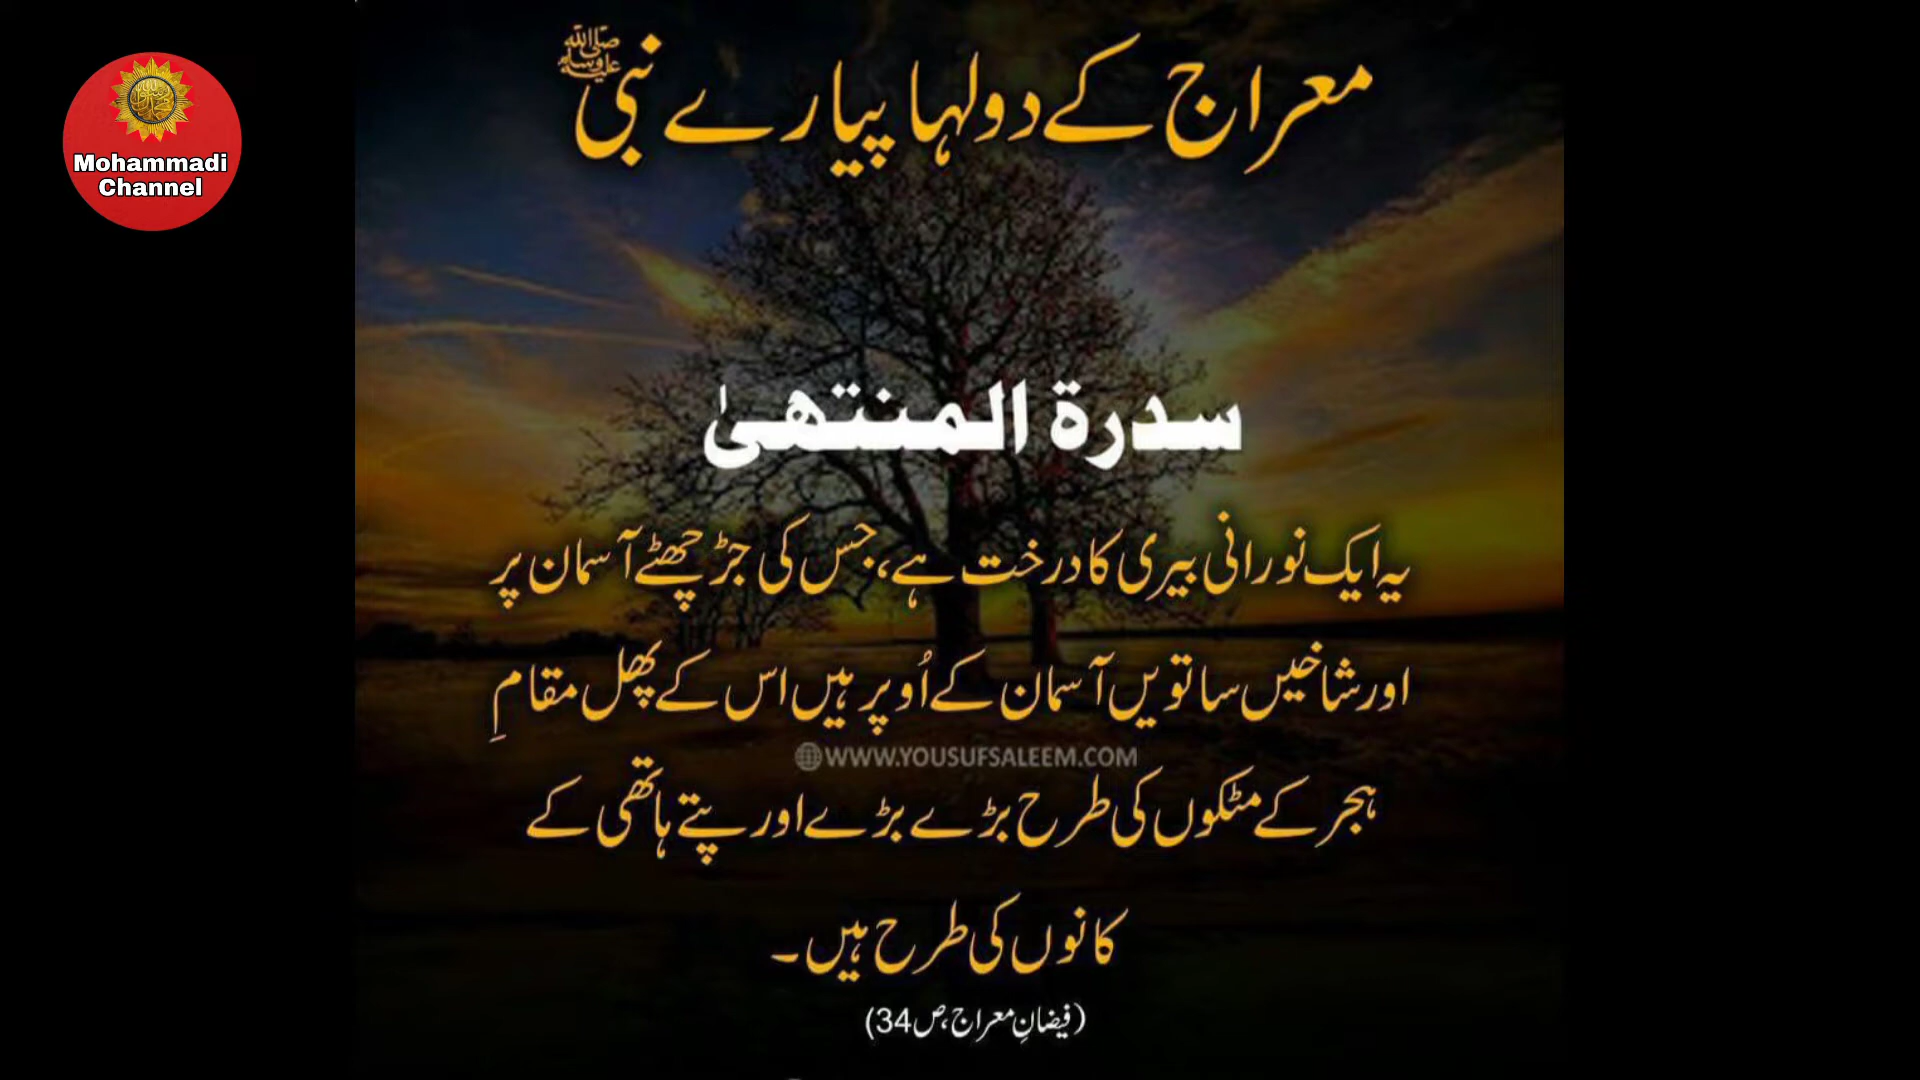 معراج کے دولہا پیارے نبی ﷺ
Mohammadi
Channel
سدرة المنتهىٰ
یہ ایک نورانی بیری کا درخت ہے، جس کی جڑ چھٹے آسمان پر
اور شاخیں ساتویں آسمان کے اُوپر ہیں اس کے پھل مقامِ
WWW.YOUSUFSALEEM.COM
ہجر کے مٹکوں کی طرح بڑے بڑے اور پتے ہاتھی کے
کانوں کی طرح ہیں۔
(فیضانِ معراج، ص34)